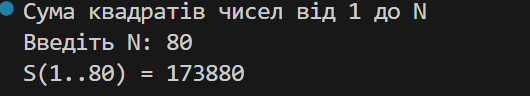 Сума квадратів чисел від 1 до N
Введіть N: 80
S(1..80) = 173880